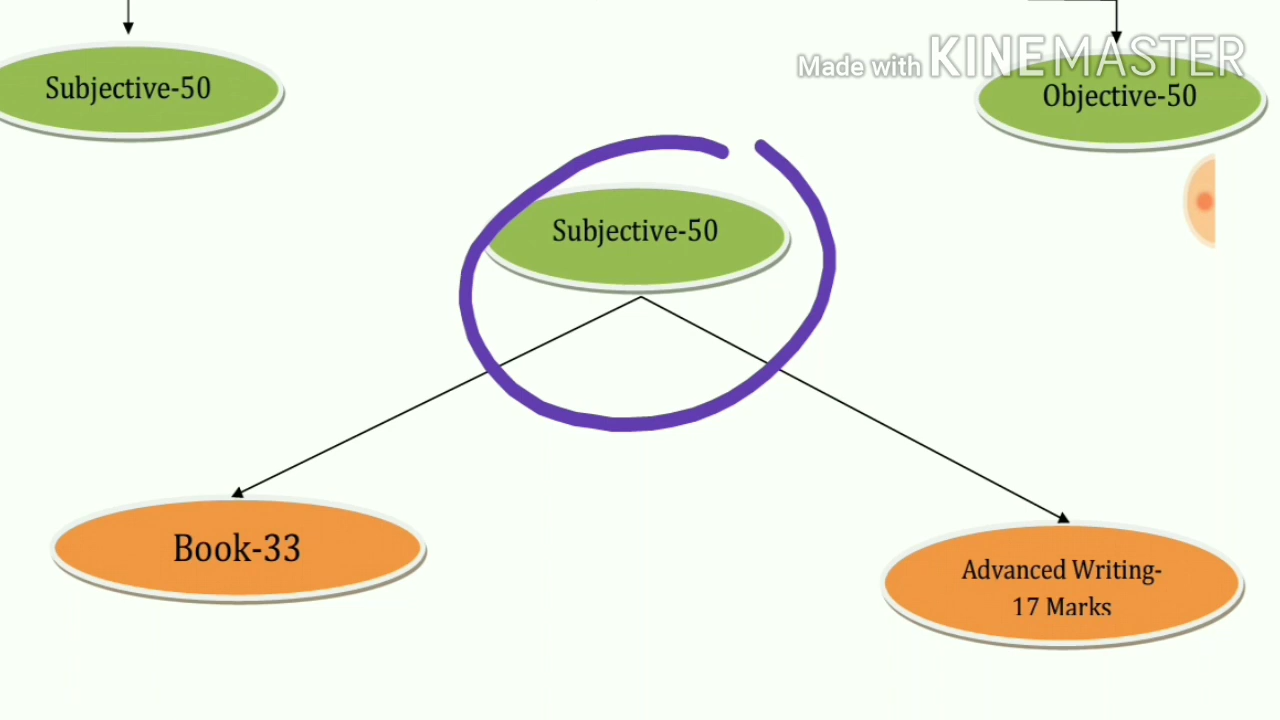 Made with KINEMASTER
Subjective-50
Objective-50
Subjective-50
Book-33
Advanced Writing-
17 Marks